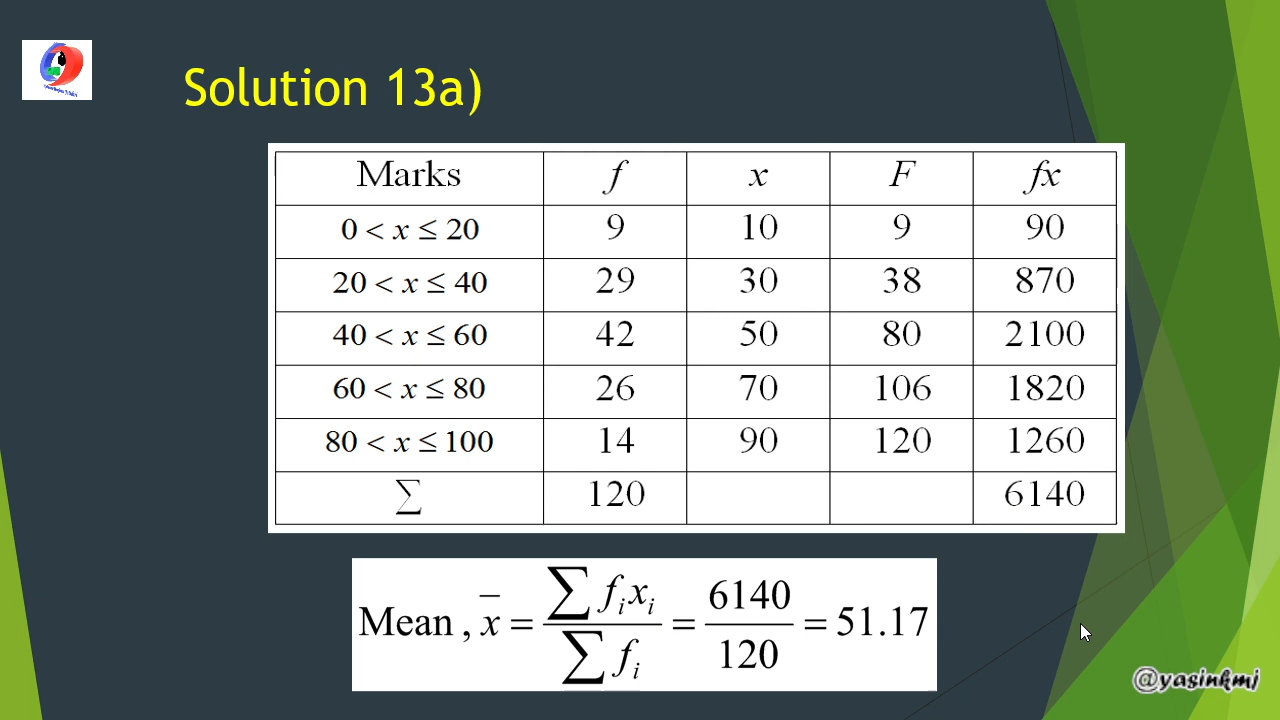 Solution 13a)
Marks f x F fx
0 < x ≤ 20 9 10 9 90
20 < x ≤ 40 29 30 38 870
40 < x ≤ 60 42 50 80 2100
60 < x ≤ 80 26 70 106 1820
80 < x ≤ 100 14 90 120 1260
∑ 120 6140
Mean , x̄ = ∑ fᵢxᵢ / ∑ fᵢ = 6140 / 120 = 51.17
@yasinkmj